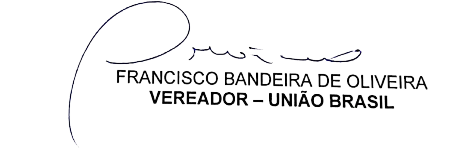 FRANCISCO BANDEIRA DE OLIVEIRA
VEREADOR – UNIÃO BRASIL